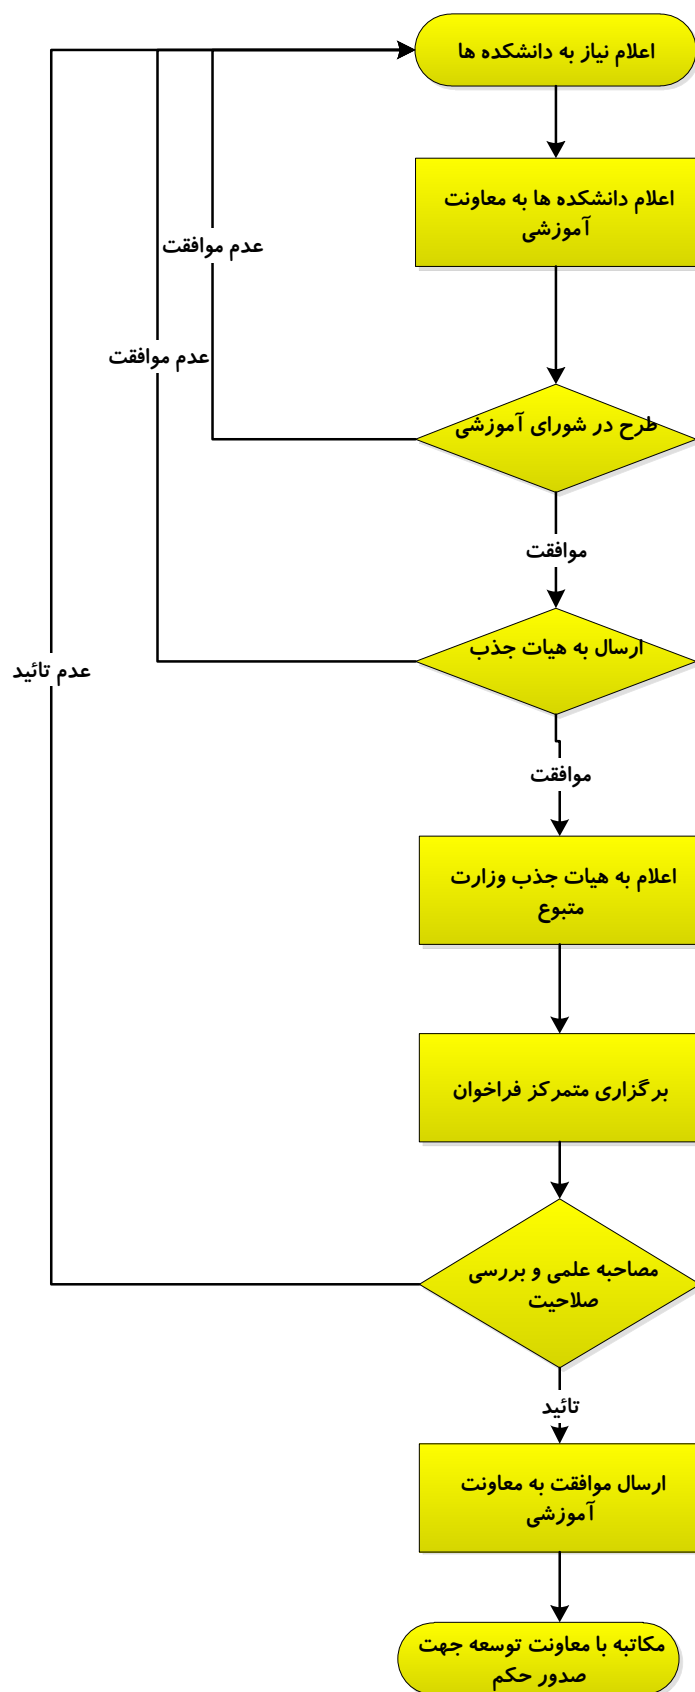 اعلام نیاز به دانشکده ها
اعلام دانشکده ها به معاونت
آموزشی
عدم موافقت
عدم موافقت
طرح در شورای آموزشی
موافقت
ارسال به هیات جذب
عدم تائید
موافقت
اعلام به هیات جذب وزارت
متبوع
برگزاری متمرکز فراخوان
مصاحبه علمی و بررسی
صلاحیت
تائید
ارسال موافقت به معاونت
آموزشی
مکاتبه با معاونت توسعه جهت
صدور حکم